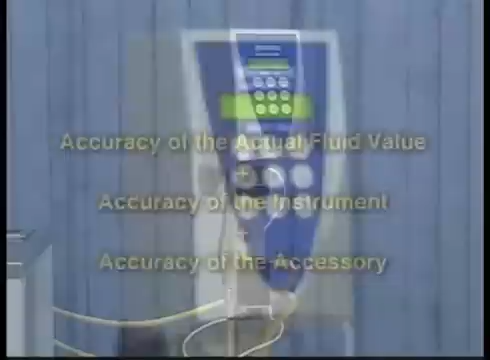 Accuracy of the Actual Fluid Value
+
Accuracy of the Instrument
+
Accuracy of the Accessory